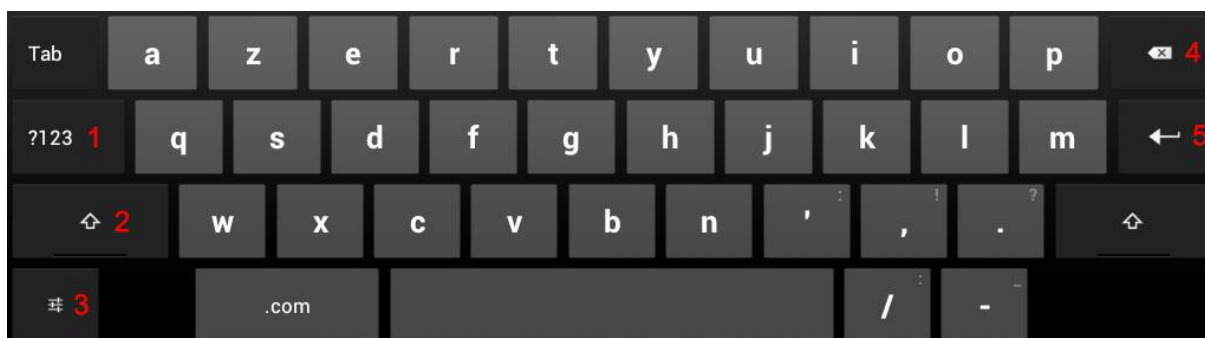 Tab a z e r t y u i o p 4
?123 1 q s d f g h j k l m 5
2 w x c v b n ' : , ! . ?
3 .com / : - _